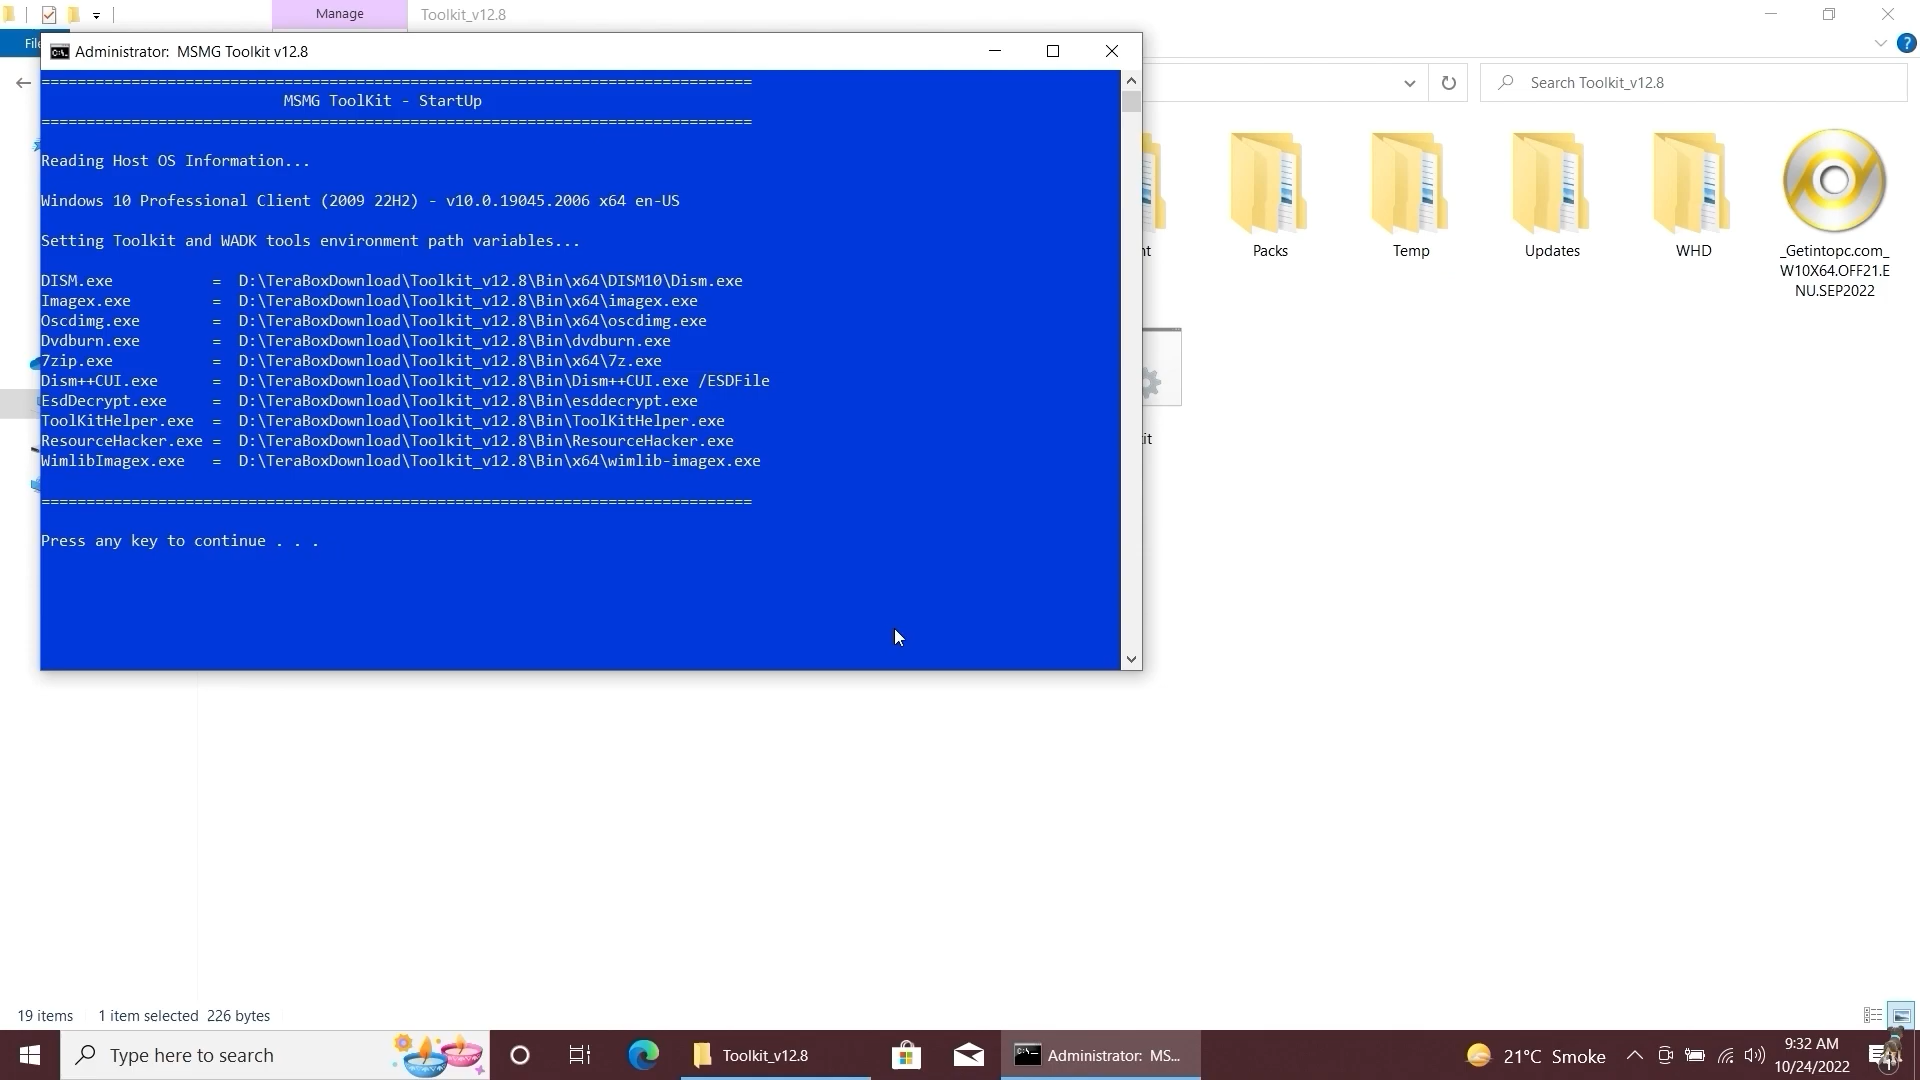 Manage
Toolkit_v12.8
File
Administrator: MSMG Toolkit v12.8
===============================================================================
MSMG ToolKit - StartUp
===============================================================================
Reading Host OS Information...
Windows 10 Professional Client (2009 22H2) - v10.0.19045.2006 x64 en-US
Setting Toolkit and WADK tools environment path variables...
DISM.exe = D:\TeraBoxDownload\Toolkit_v12.8\Bin\x64\DISM10\Dism.exe
Imagex.exe = D:\TeraBoxDownload\Toolkit_v12.8\Bin\x64\imagex.exe
Oscdimg.exe = D:\TeraBoxDownload\Toolkit_v12.8\Bin\x64\oscdimg.exe
Dvdburn.exe = D:\TeraBoxDownload\Toolkit_v12.8\Bin\dvdburn.exe
7zip.exe = D:\TeraBoxDownload\Toolkit_v12.8\Bin\x64\7z.exe
Dism++CUI.exe = D:\TeraBoxDownload\Toolkit_v12.8\Bin\Dism++CUI.exe /ESDFile
EsdDecrypt.exe = D:\TeraBoxDownload\Toolkit_v12.8\Bin\esddecrypt.exe
ToolKitHelper.exe = D:\TeraBoxDownload\Toolkit_v12.8\Bin\ToolKitHelper.exe
ResourceHacker.exe = D:\TeraBoxDownload\Toolkit_v12.8\Bin\ResourceHacker.exe
WimlibImagex.exe = D:\TeraBoxDownload\Toolkit_v12.8\Bin\x64\wimlib-imagex.exe
===============================================================================
Press any key to continue . . .
Search Toolkit_v12.8
nt
Packs
Temp
Updates
WHD
_Getintopc.com_
W10X64.OFF21.E
NU.SEP2022
it
19 items 1 item selected 226 bytes
Type here to search
Toolkit_v12.8
Administrator: MS...
21°C Smoke
9:32 AM
10/24/2022
1